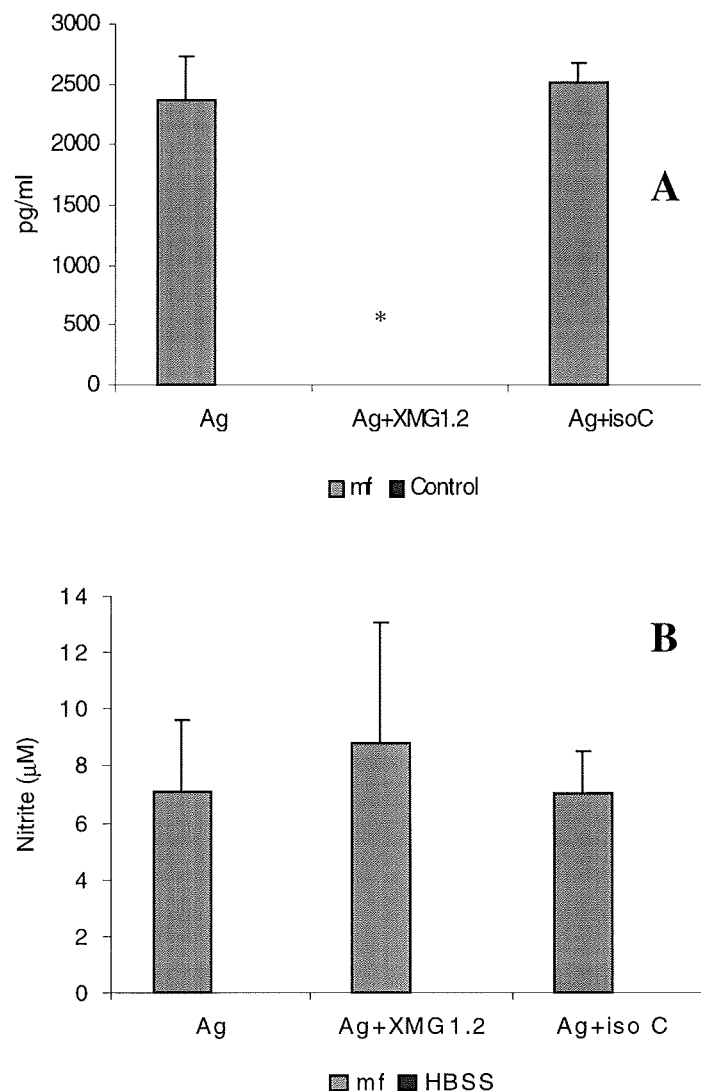 3000
2500
2000
1500
1000
500
0
pg/ml
A
*
Ag Ag+XMG1.2 Ag+isoC
mf Control
14
12
10
8
6
4
2
0
Nitrite (μM)
B
Ag Ag+XMG1.2 Ag+iso C
mf HBSS